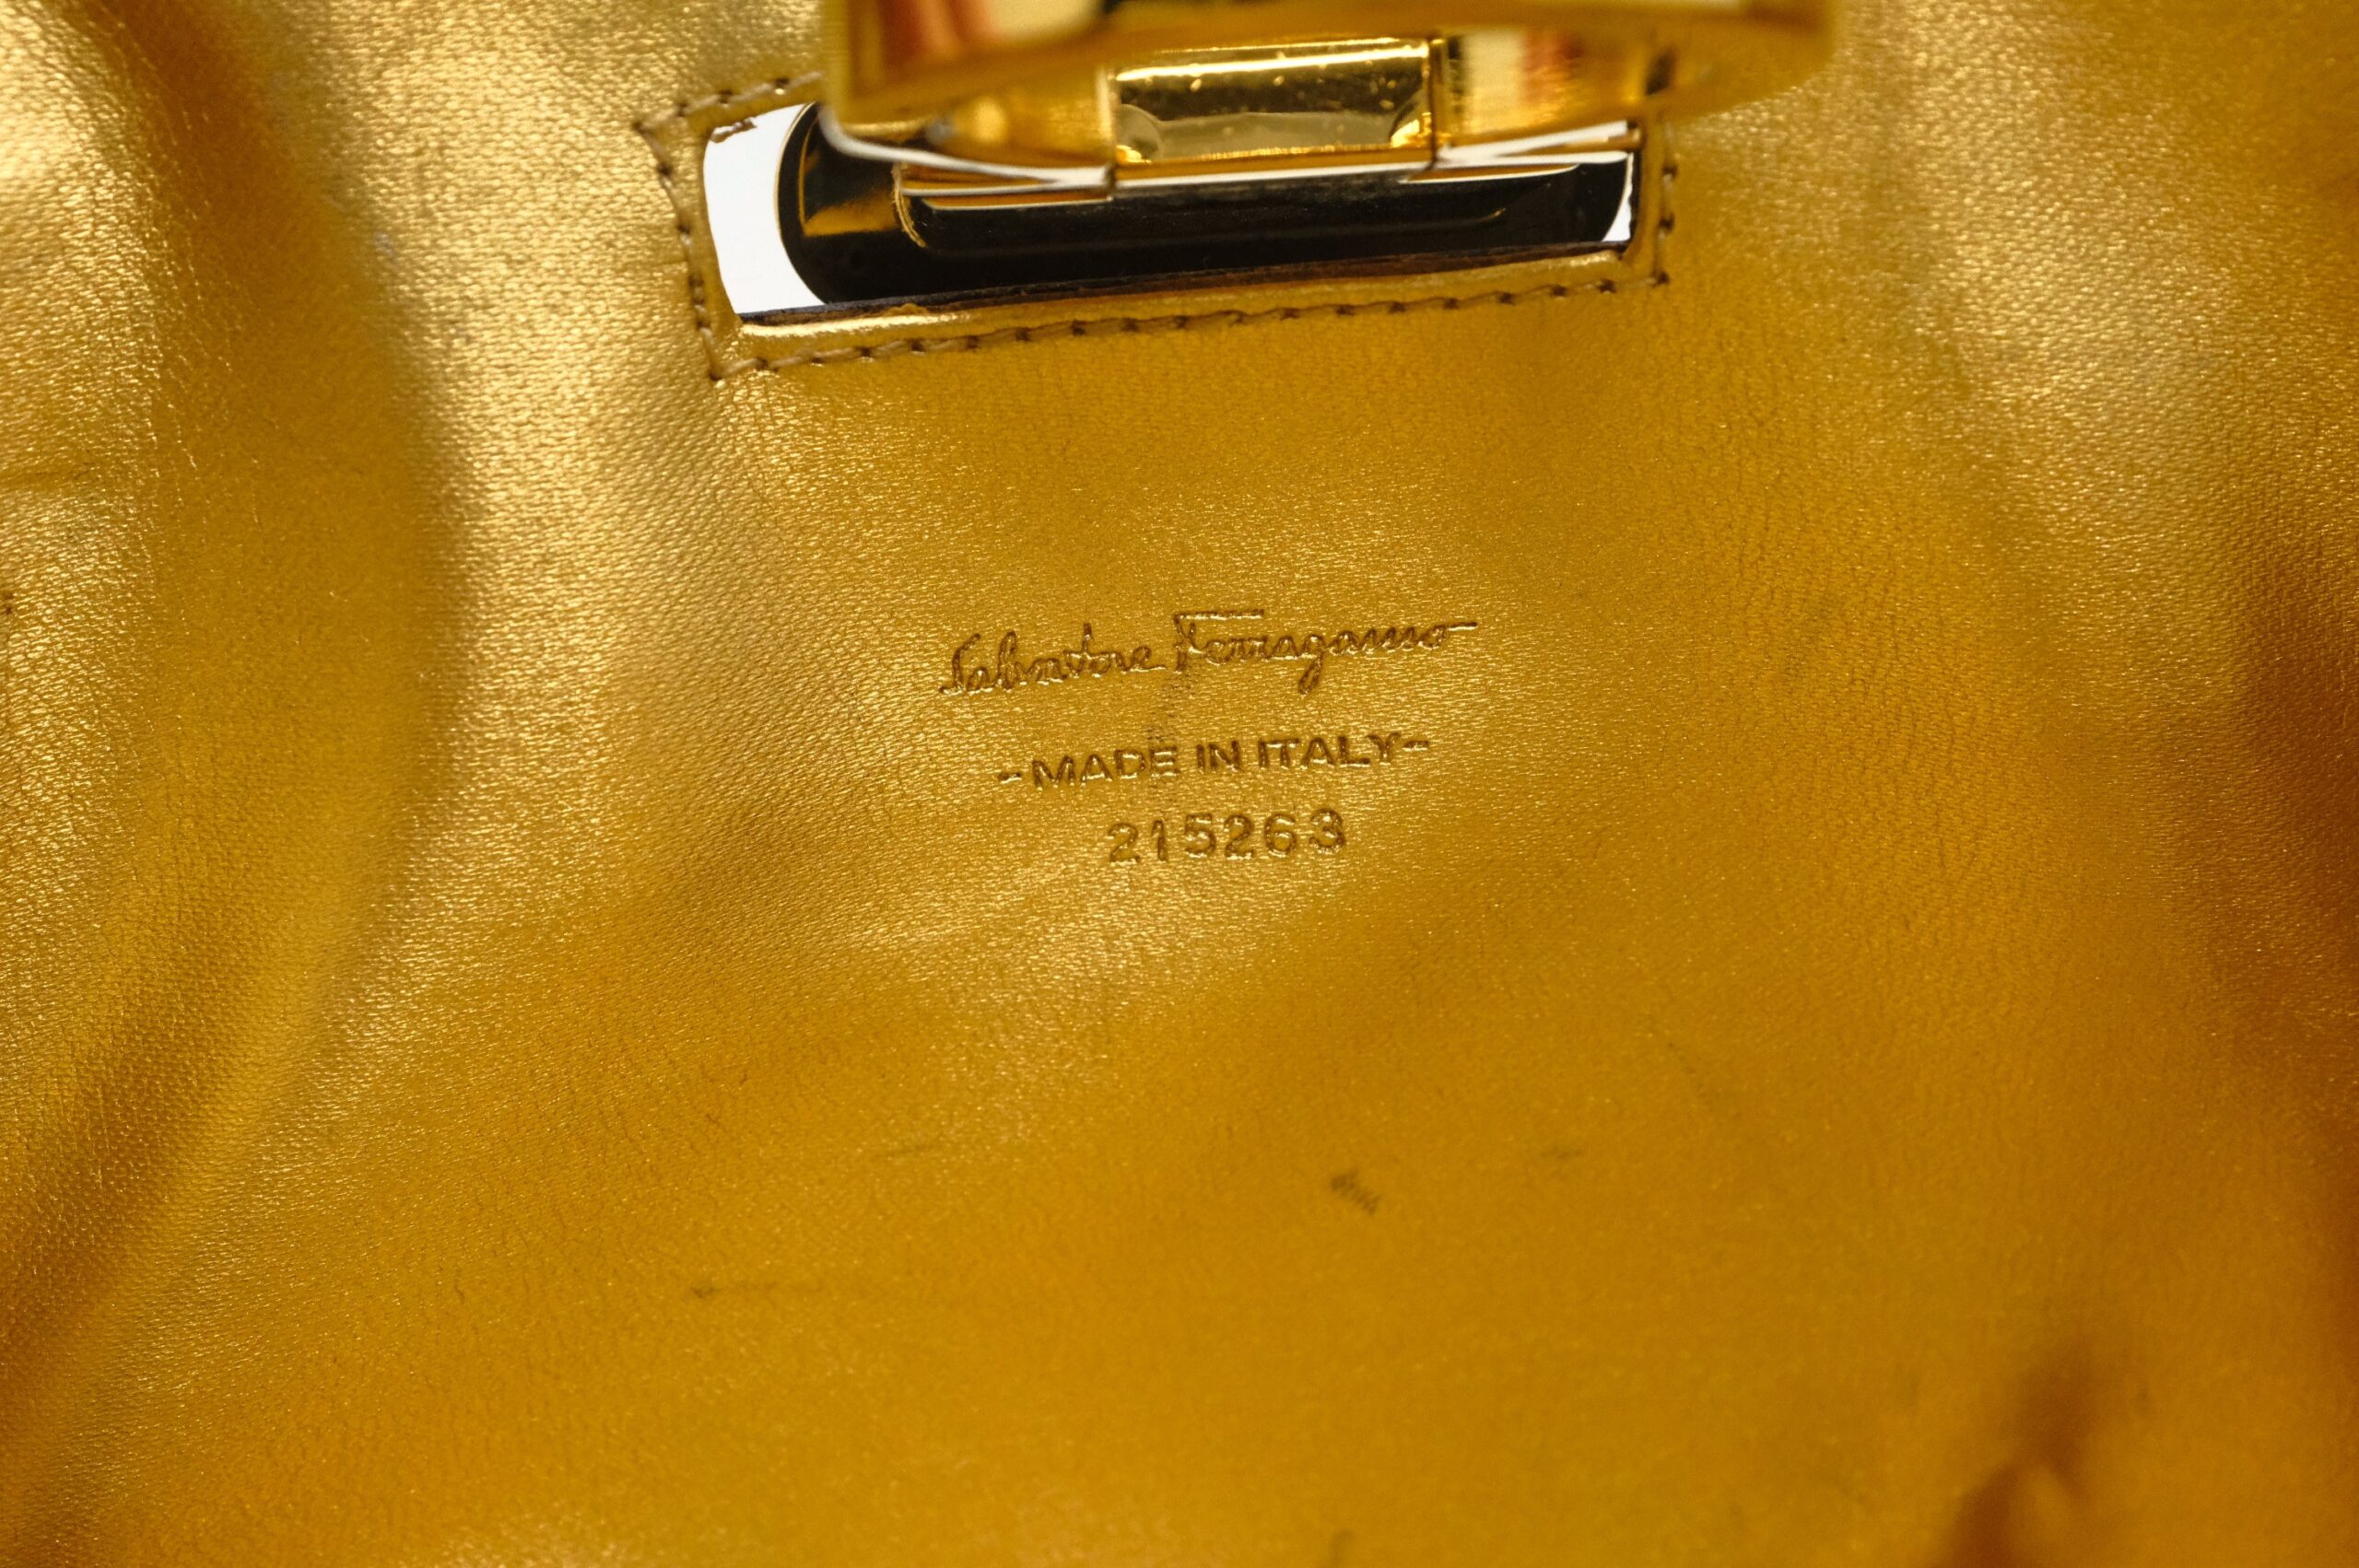 Salvatore Ferragamo
-MADE IN ITALY-
215263